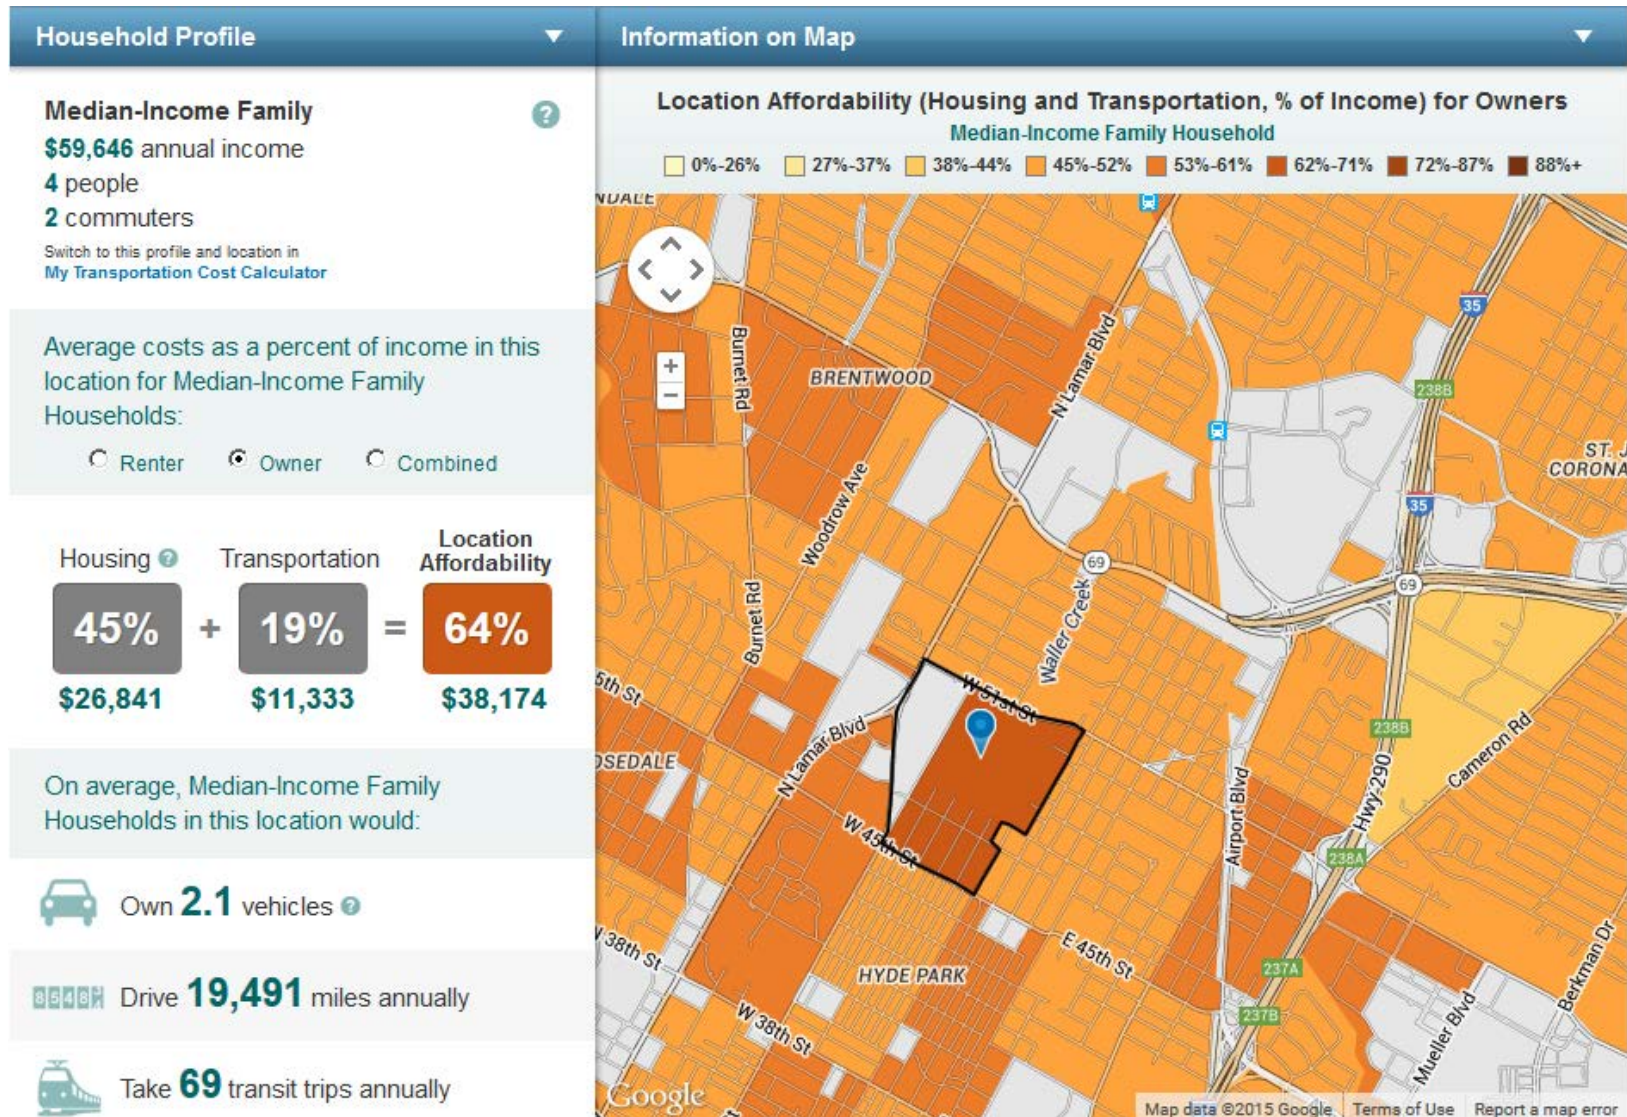 Household Profile
Median-Income Family
$59,646 annual income
4 people
2 commuters
Switch to this profile and location in
My Transportation Cost Calculator
Average costs as a percent of income in this
location for Median-Income Family
Households:
Renter Owner Combined
Housing Transportation Location
Affordability
45% + 19% = 64%
$26,841 $11,333 $38,174
On average, Median-Income Family
Households in this location would:
Own 2.1 vehicles
Drive 19,491 miles annually
Take 69 transit trips annually
Information on Map
Location Affordability (Housing and Transportation, % of Income) for Owners
Median-Income Family Household
0%-26% 27%-37% 38%-44% 45%-52% 53%-61% 62%-71% 72%-87% 88%+
NDALE
35
Burnet Rd
BRENTWOOD
N Lamar Blvd
238B
ST. J
CORONA
Woodrow Ave
35
69
69
Burnet Rd
Waller Creek
5th St
W 51st St
OSEDALE
N Lamar Blvd
238B
Cameron Rd
Hwy-290
Airport Blvd
W 45th St
238A
W 38th St
HYDE PARK
E 45th St
237A
Berkman Dr
237B
W 38th St
Mueller Blvd
Google
Map data ©2015 Google Terms of Use Report a map error